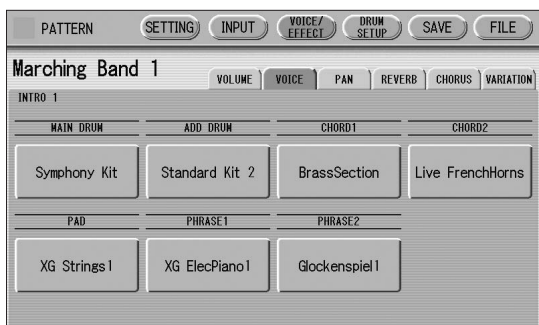 PATTERN SETTING INPUT VOICE/EFFECT DRUM SETUP SAVE FILE
Marching Band 1 VOLUME VOICE PAN REVERB CHORUS VARIATION
INTRO 1
MAIN DRUM ADD DRUM CHORD1 CHORD2
Symphony Kit Standard Kit 2 BrassSection Live FrenchHorns
PAD PHRASE1 PHRASE2
XG Strings1 XG ElecPiano1 Glockenspiel1